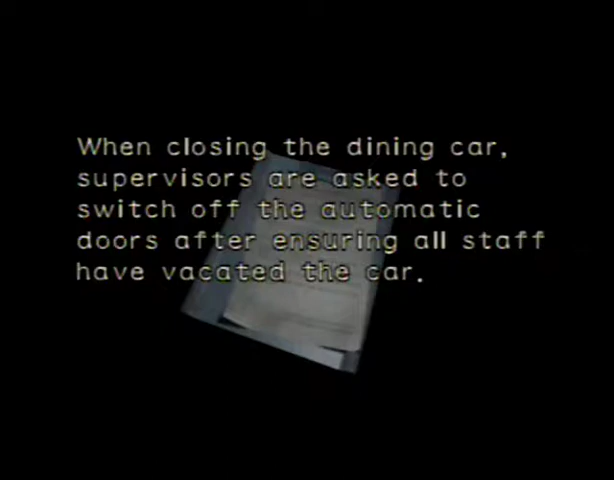 When closing the dining car,
supervisors are asked to
switch off the automatic
doors after ensuring all staff
have vacated the car.